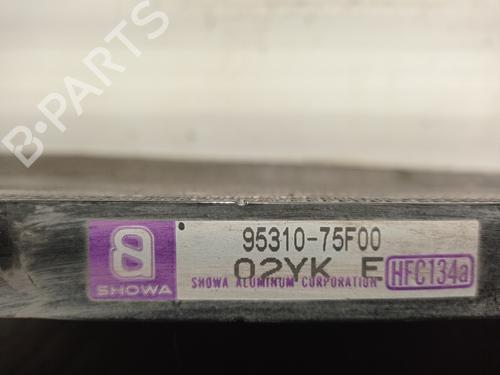 B-PARTS
a
SHOWA
95310-75F00
02YK E
SHOWA ALUMINUM CORPORATION
HFC134a